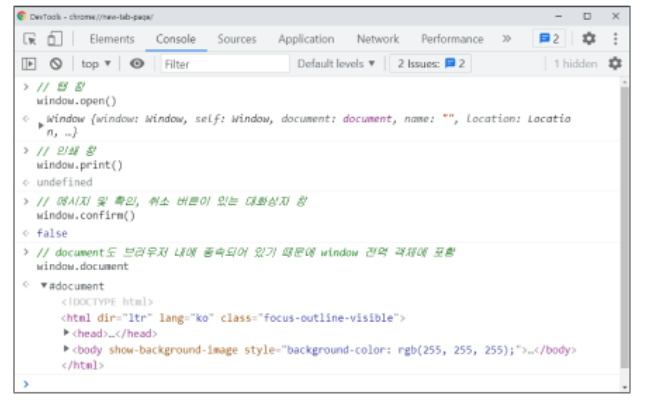 DevTools - chrome://new-tab-page/
Elements Console Sources Application Network Performance » 2
top ▼ Filter Default levels ▼ 2 Issues: 2 1 hidden
> // 탭 창
window.open()
< ▶ Window {window: Window, self: Window, document: document, name: "", location: Locatio
n, …}
> // 인쇄 창
window.print()
< undefined
> // 메시지 및 확인, 취소 버튼이 있는 대화상자 창
window.confirm()
< false
> // document도 브라우저 내에 종속되어 있기 때문에 window 전역 객체에 포함
window.document
< ▼#document
<!DOCTYPE html>
<html dir="ltr" lang="ko" class="focus-outline-visible">
▶<head>…</head>
▶<body show-background-image style="background-color: rgb(255, 255, 255);">…</body>
</html>
>